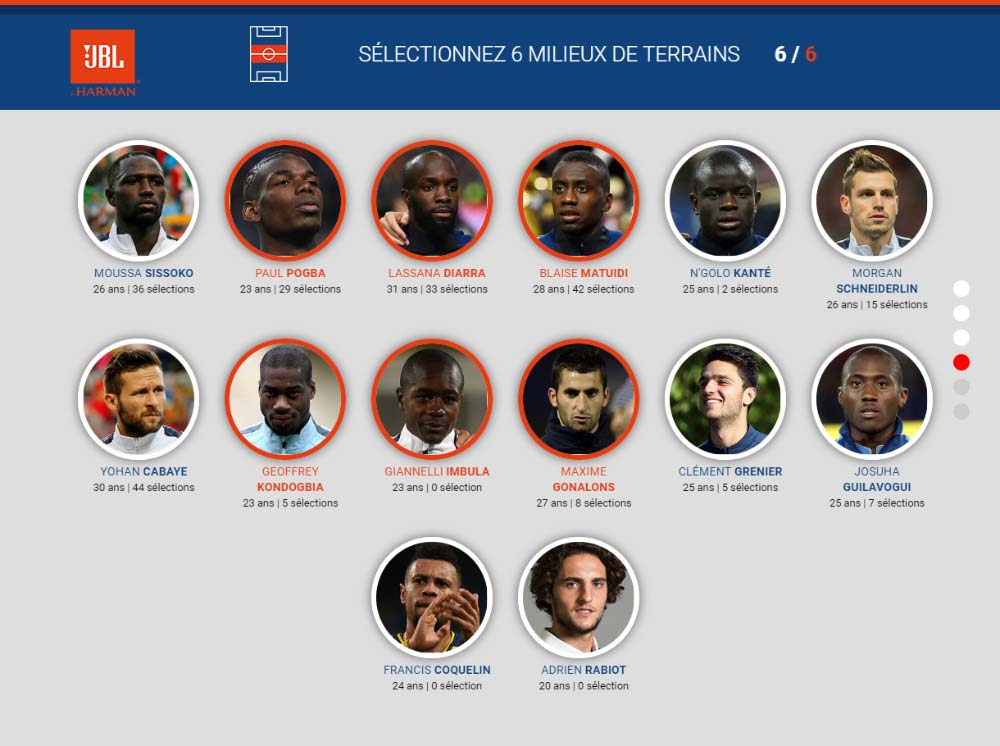 JBL
by HARMAN
SÉLECTIONNEZ 6 MILIEUX DE TERRAINS 6 / 6
MOUSSA SISSOKO
26 ans | 36 sélections
PAUL POGBA
23 ans | 29 sélections
LASSANA DIARRA
31 ans | 33 sélections
BLAISE MATUIDI
28 ans | 42 sélections
N'GOLO KANTÉ
25 ans | 2 sélections
MORGAN
SCHNEIDERLIN
26 ans | 15 sélections
YOHAN CABAYE
30 ans | 44 sélections
GEOFFREY
KONDOGBIA
23 ans | 5 sélections
GIANNELLI IMBULA
23 ans | 0 sélection
MAXIME
GONALONS
27 ans | 8 sélections
CLÉMENT GRENIER
25 ans | 5 sélections
JOSUHA
GUILAVOGUI
25 ans | 7 sélections
FRANCIS COQUELIN
24 ans | 0 sélection
ADRIEN RABIOT
20 ans | 0 sélection